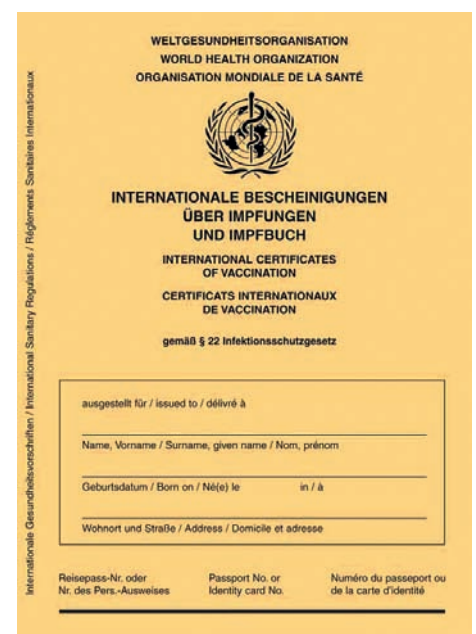 WELTGESUNDHEITSORGANISATION
WORLD HEALTH ORGANIZATION
ORGANISATION MONDIALE DE LA SANTÉ
INTERNATIONALE BESCHEINIGUNGEN
ÜBER IMPFUNGEN
UND IMPFBUCH
INTERNATIONAL CERTIFICATES
OF VACCINATION
CERTIFICATS INTERNATIONAUX
DE VACCINATION
gemäß § 22 Infektionsschutzgesetz
ausgestellt für / issued to / délivré à
Name, Vorname / Surname, given name / Nom, prénom
Geburtsdatum / Born on / Né(e) le in / à
Wohnort und Straße / Address / Domicile et adresse
Reisepass-Nr. oder Passport No. or Numéro du passeport ou
Nr. des Pers.-Ausweises Identity card No. de la carte d'identité
Internationale Gesundheitsvorschriften / International Sanitary Regulations / Réglements Sanitaires Internationaux